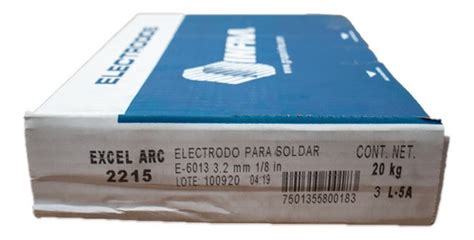 ELECTRODOS
INFRA
EXCEL ARC
2215
ELECTRODO PARA SOLDAR
E-6013 3.2 mm 1/8 in
LOTE: 100920 04:19
7501355800183
CONT. NET.
20 kg
3 L-5A